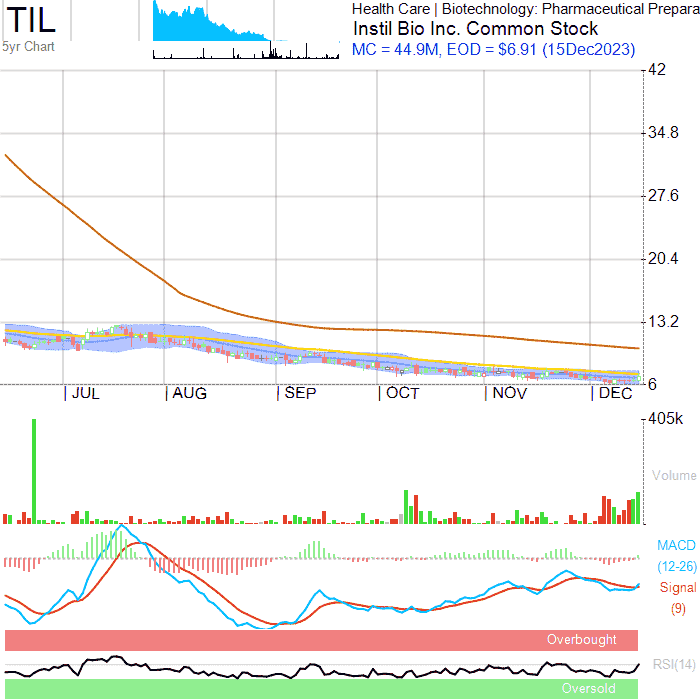 TIL
5yr Chart
Health Care | Biotechnology: Pharmaceutical Prepara
Instil Bio Inc. Common Stock
MC = 44.9M, EOD = $6.91 (15Dec2023)
42
34.8
27.6
20.4
13.2
6
JUL AUG SEP OCT NOV DEC
405k
Volume
MACD
(12-26)
Signal
(9)
Overbought
RSI(14)
Oversold